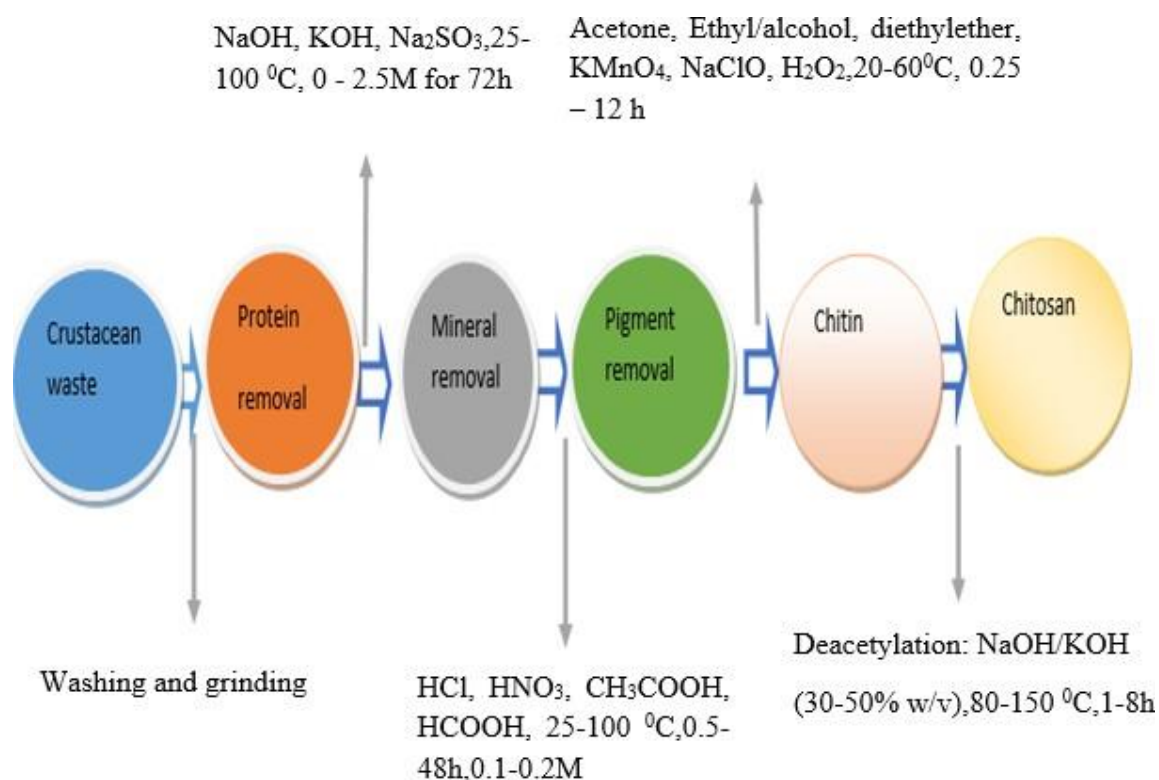 NaOH, KOH, Na₂SO₃,25-
100 ⁰C, 0 - 2.5M for 72h
Acetone, Ethyl/alcohol, diethylether,
KMnO₄, NaClO, H₂O₂,20-60⁰C, 0.25
– 12 h
Crustacean
waste
Protein
removal
Mineral
removal
Pigment
removal
Chitin
Chitosan
Washing and grinding
HCl, HNO₃, CH₃COOH,
HCOOH, 25-100 ⁰C,0.5-
48h,0.1-0.2M
Deacetylation: NaOH/KOH
(30-50% w/v),80-150 ⁰C,1-8h